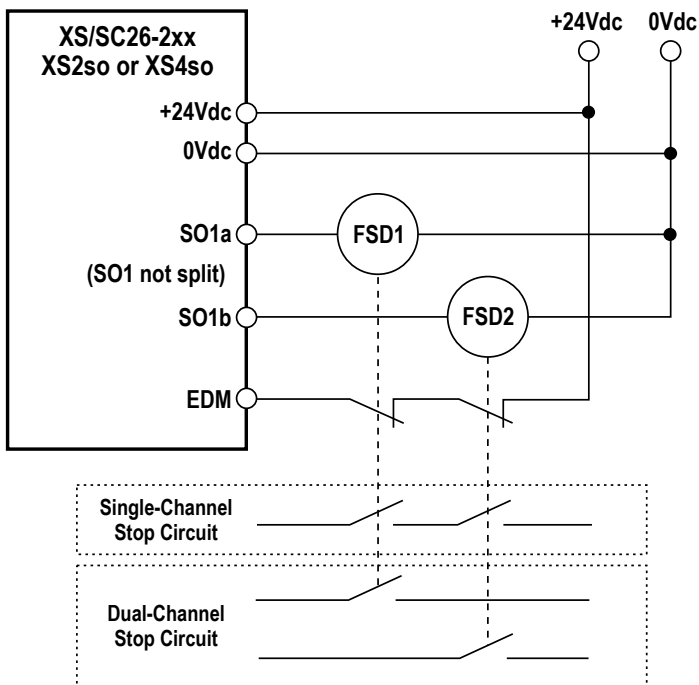 +24Vdc 0Vdc
XS/SC26-2xx
XS2so or XS4so
+24Vdc
0Vdc
SO1a
FSD1
(SO1 not split)
SO1b
FSD2
EDM
Single-Channel
Stop Circuit
Dual-Channel
Stop Circuit